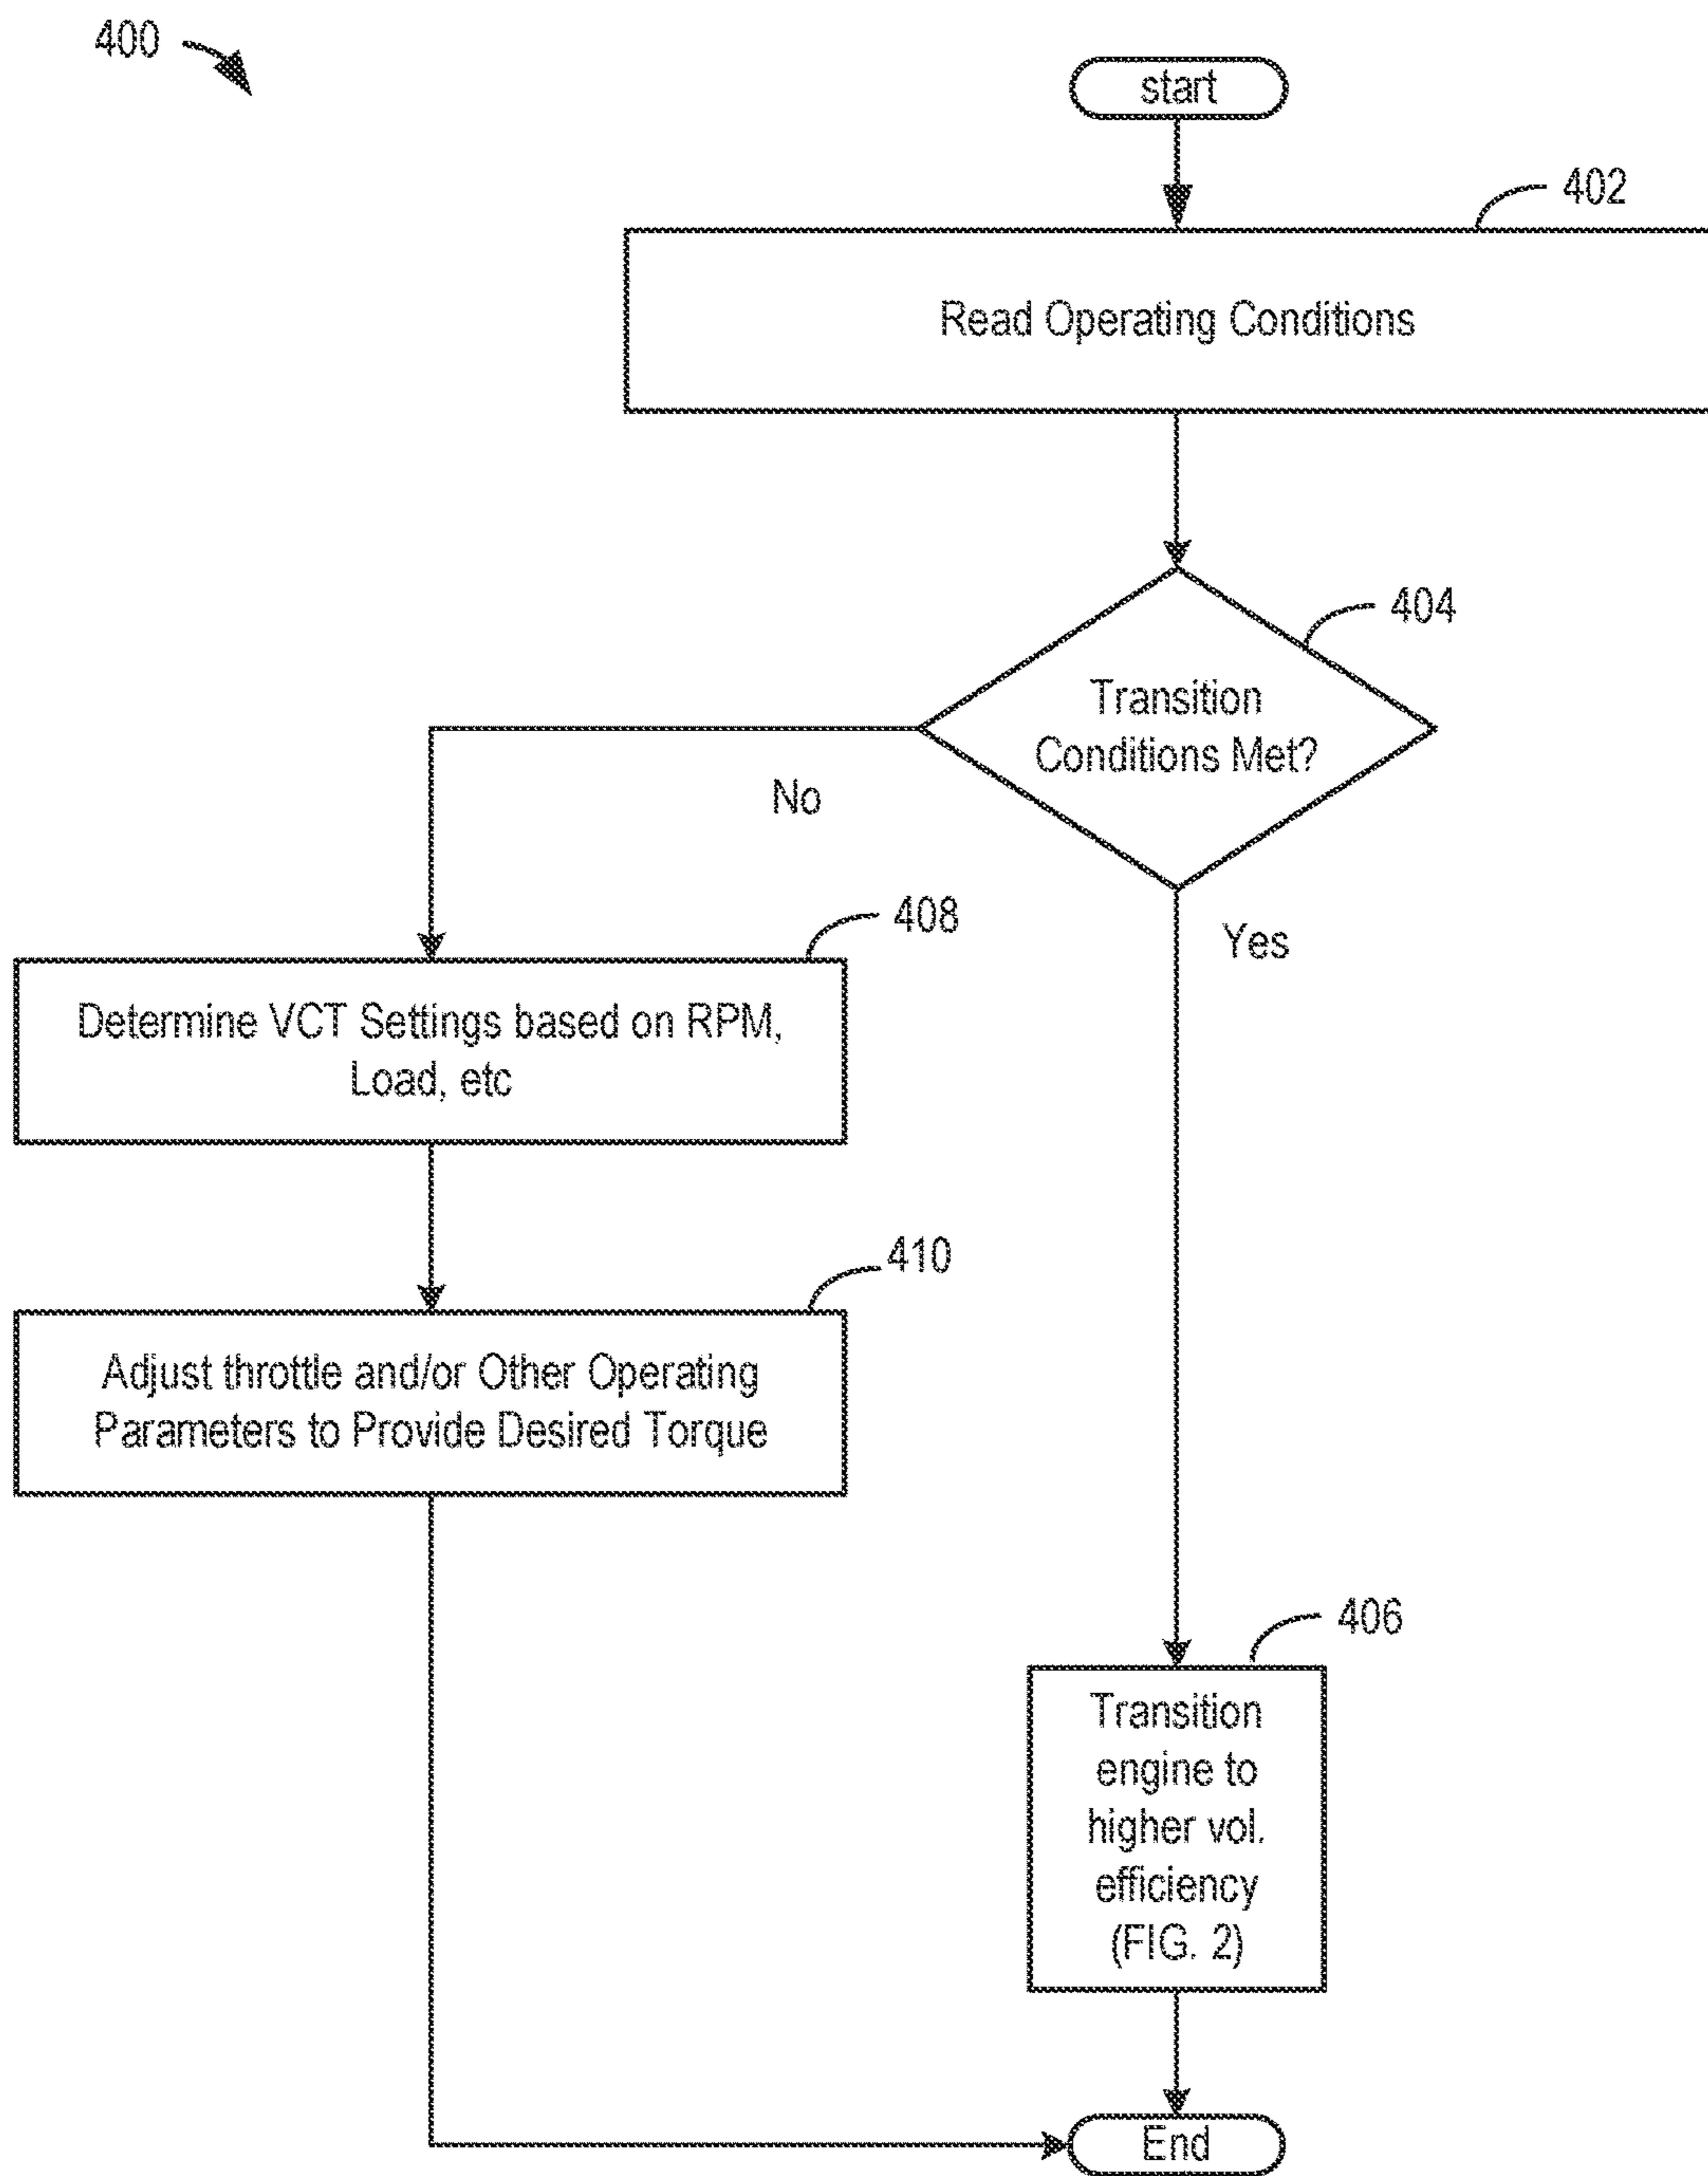 400
start
402
Read Operating Conditions
404
Transition
Conditions Met?
No
Yes
408
Determine VCT Settings based on RPM,
Load, etc
410
Adjust throttle and/or Other Operating
Parameters to Provide Desired Torque
406
Transition
engine to
higher vol.
efficiency
(FIG. 2)
End